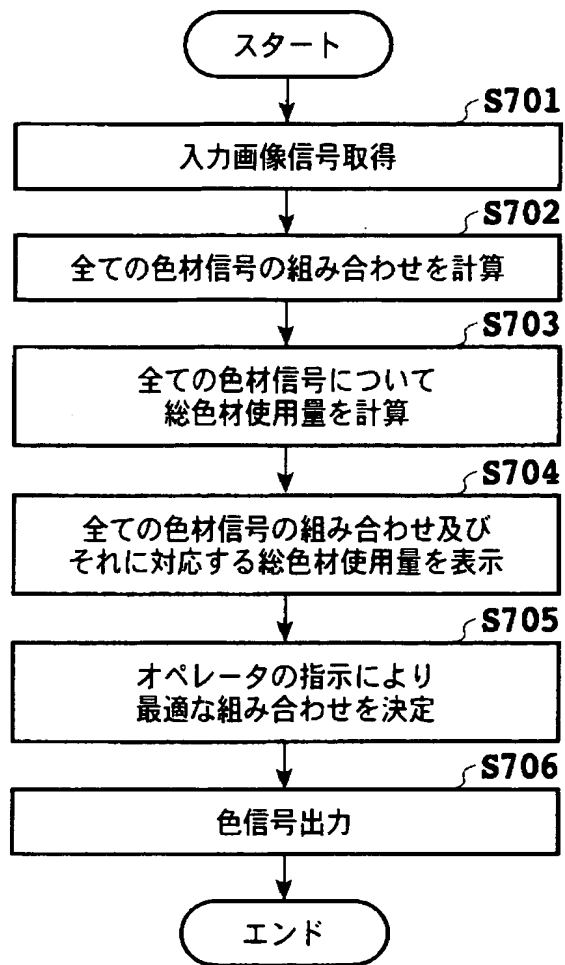 スタート
S701
入力画像信号取得
S702
全ての色材信号の組み合わせを計算
S703
全ての色材信号について
総色材使用量を計算
S704
全ての色材信号の組み合わせ及び
それに対応する総色材使用量を表示
S705
オペレータの指示により
最適な組み合わせを決定
S706
色信号出力
エンド